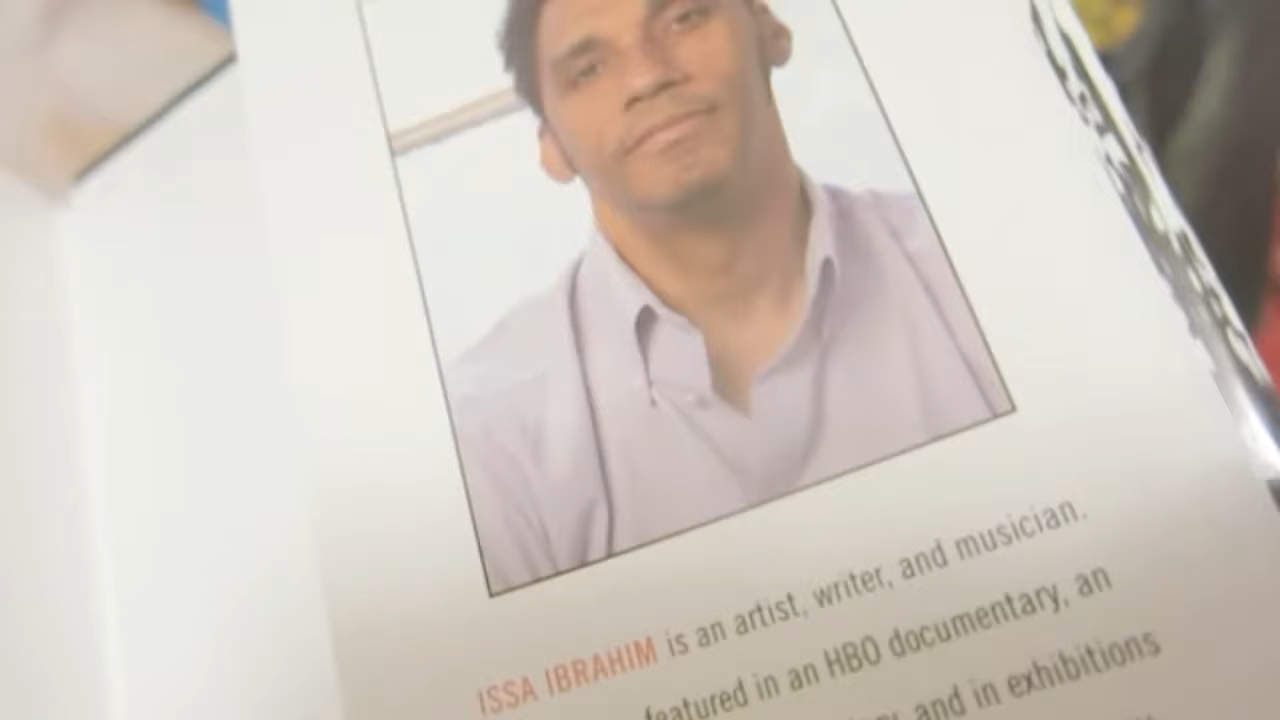 ISSA IBRAHIM is an artist, writer, and musician.
featured in an HBO documentary, an
and in exhibitions